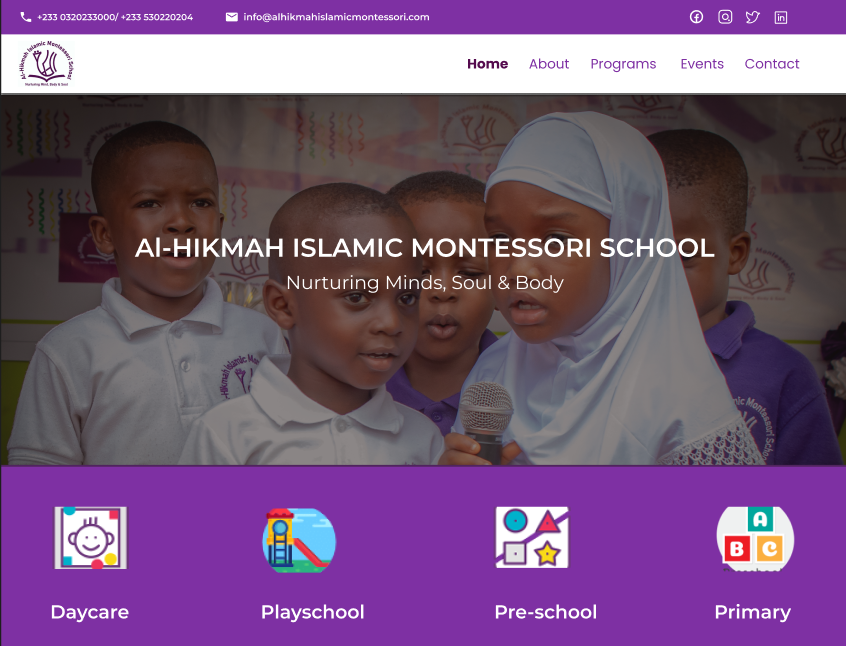 +233 0320233000/ +233 530220204
info@alhikmahislamicmontessori.com
Al-Hikmah Islamic Montessori School
Nurturing Mind, Body & Soul
Home
About
Programs
Events
Contact
Al-HIKMAH ISLAMIC MONTESSORI SCHOOL
Nurturing Minds, Soul & Body
A
B C
Daycare
Playschool
Pre-school
Primary